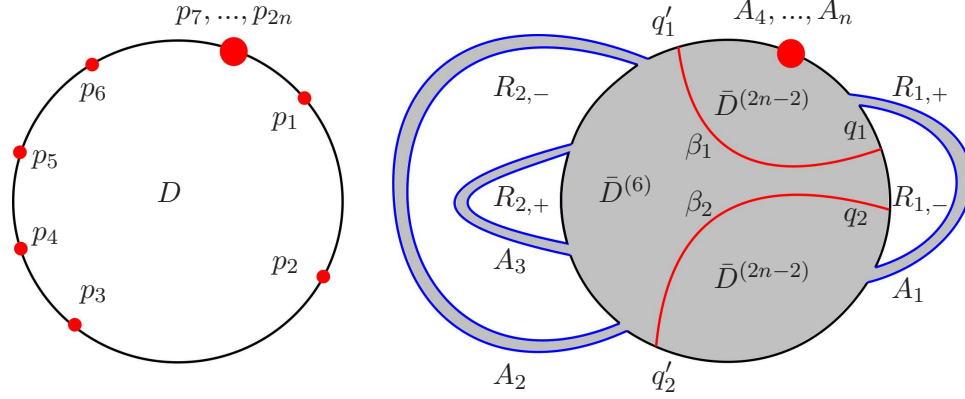 p_7, ..., p_{2n}
p_6
p_1
p_5
D
p_4
p_2
p_3
q'_1
A_4, ..., A_n
R_{2,-}
\bar{D}^{(2n-2)}
R_{1,+}
β_1
q_1
\bar{D}^{(6)}
R_{2,+}
β_2
R_{1,-}
q_2
A_3
\bar{D}^{(2n-2)}
A_1
A_2
q'_2